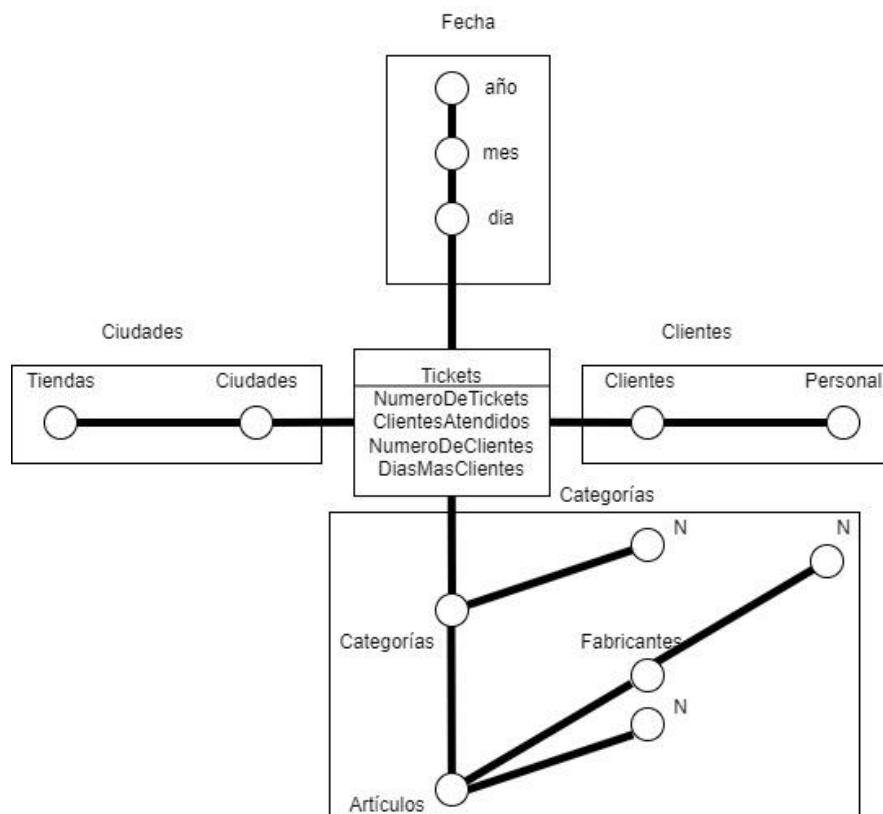 Fecha
año
mes
dia
Ciudades
Clientes
Tiendas
Ciudades
Tickets
NumeroDeTickets
ClientesAtendidos
NumeroDeClientes
DiasMasClientes
Clientes
Personal
Categorías
N
N
Categorías
Fabricantes
N
Artículos